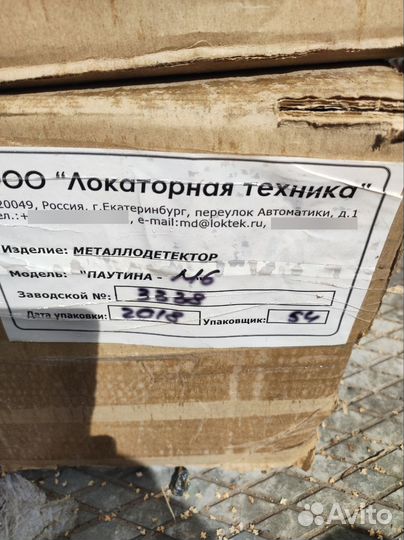 ООО "Локаторная техника"
20049, Россия. г.Екатеринбург, переулок Автоматики, д.1
ел.:+ , e-mail:md@loktek.ru,
Изделие: МЕТАЛЛОДЕТЕКТОР
Модель: "ПАУТИНА - М6
Заводской №: 3338
Дата упаковки: 2018 Упаковщик: 54
Avito